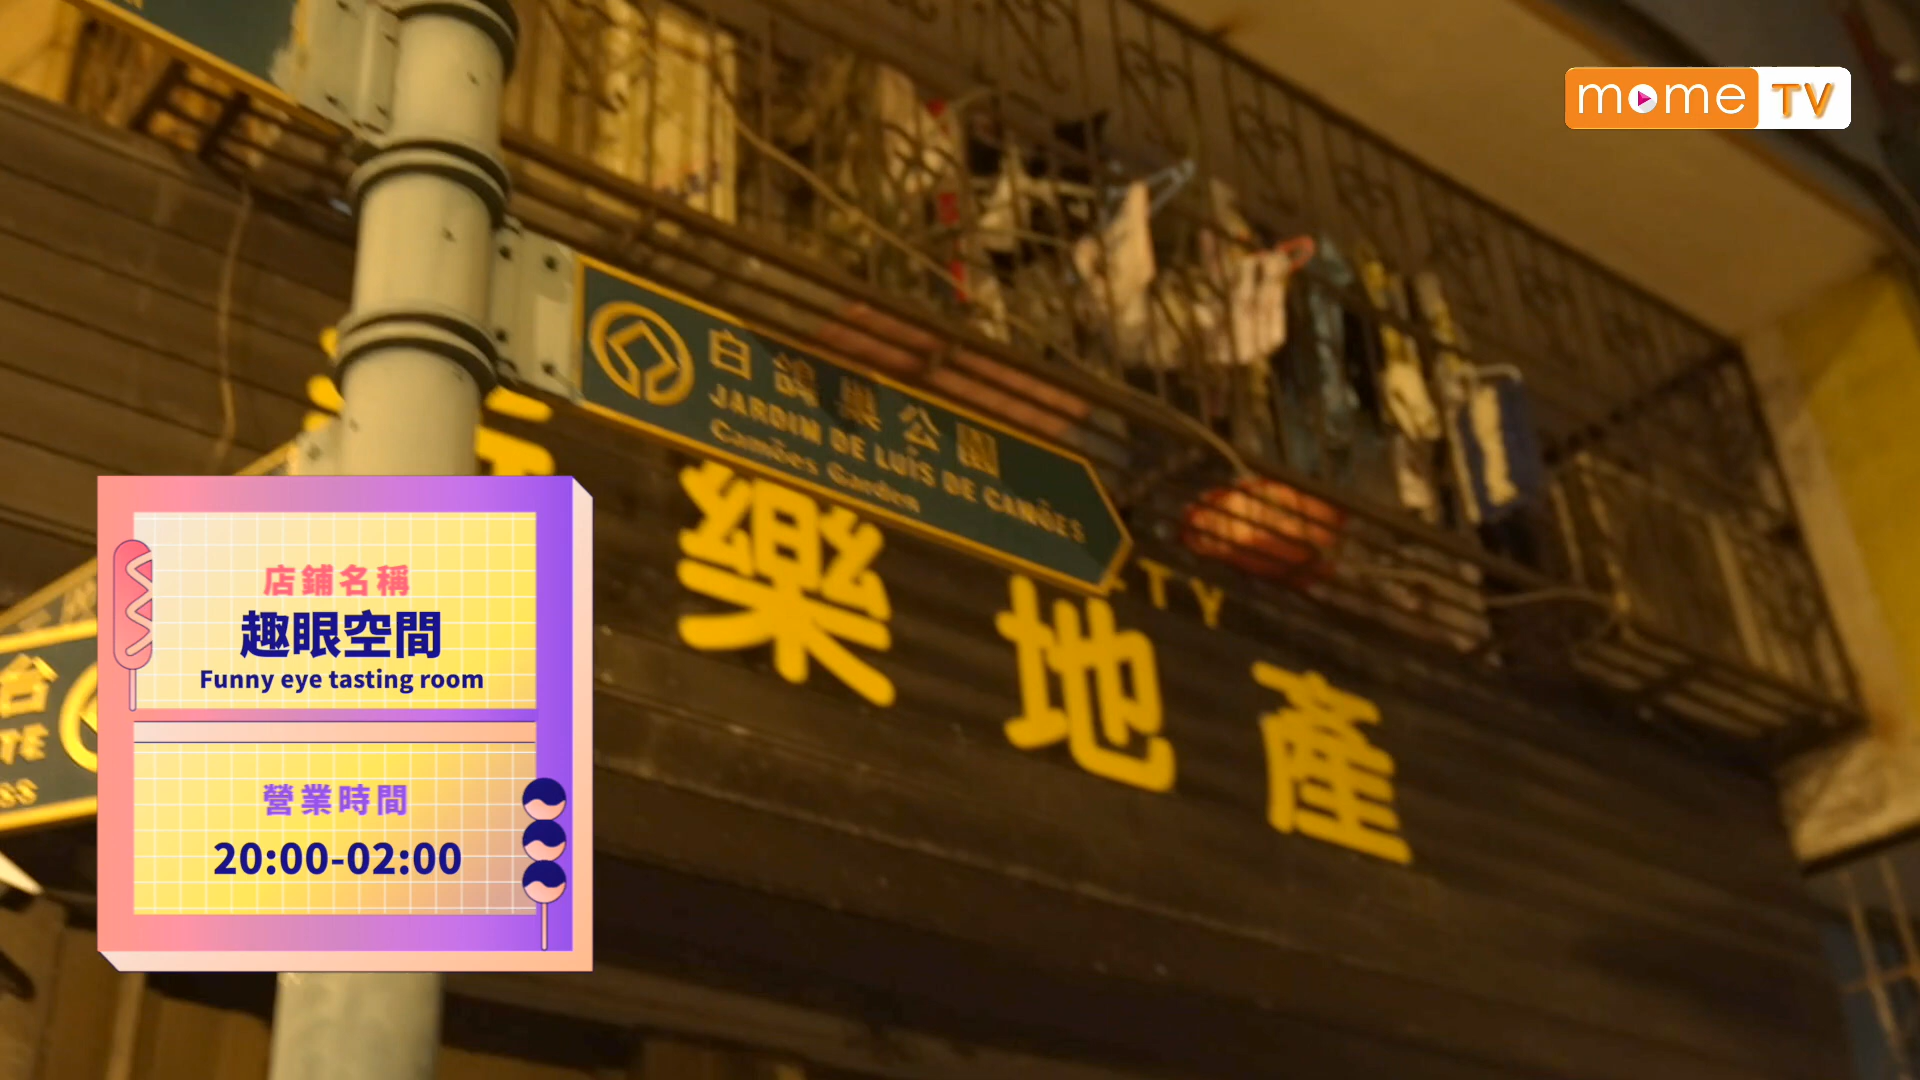 mome TV
白鴿巢公園
JARDIN DE LUÍS DE CAMÕES
Camões Garden
樂地產
店鋪名稱
趣眼空間
Funny eye tasting room
營業時間
20:00-02:00